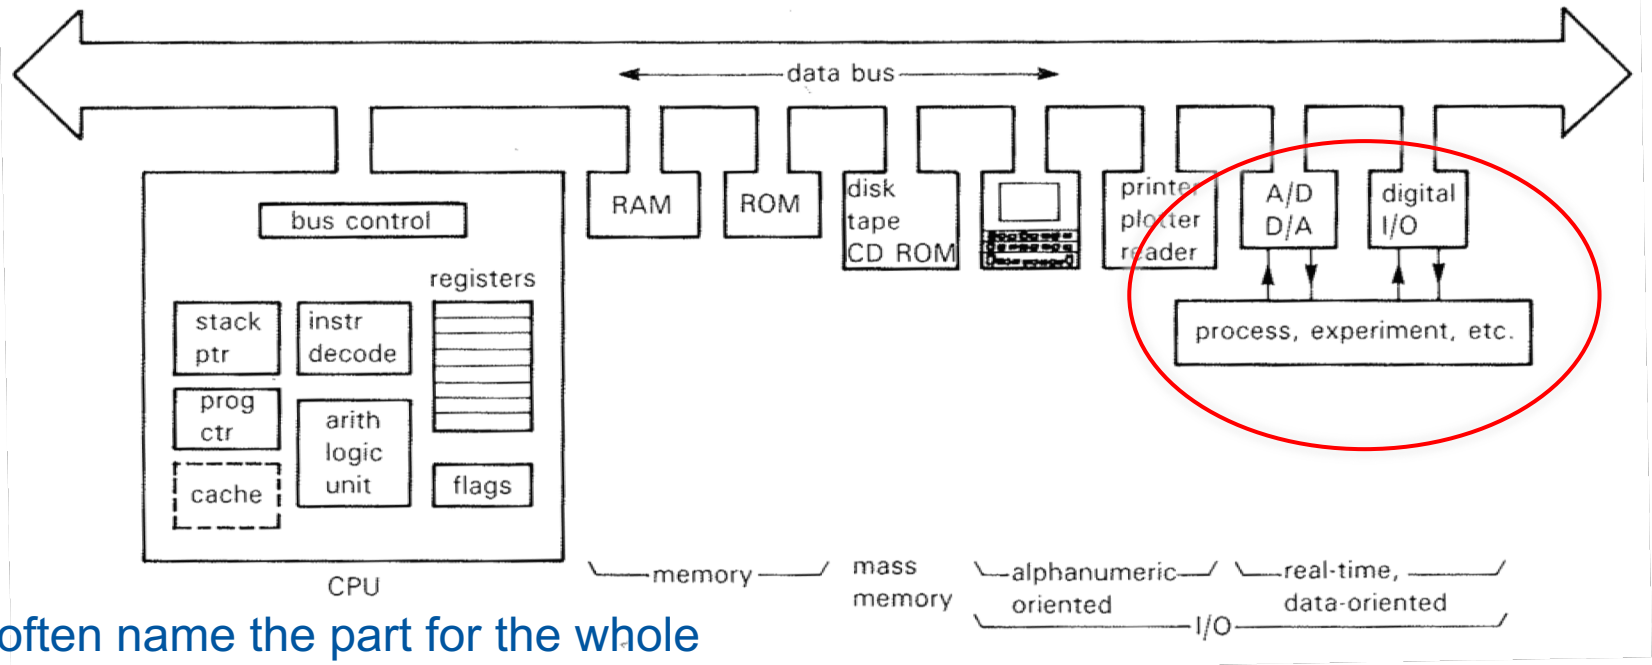 data bus
bus control
registers
stack
ptr
instr
decode
prog
ctr
arith
logic
unit
cache
flags
CPU
RAM
ROM
disk
tape
CD ROM
printer
plotter
reader
A/D
D/A
digital
I/O
process, experiment, etc.
memory
mass
memory
alphanumeric
oriented
real-time,
data-oriented
I/O
often name the part for the whole